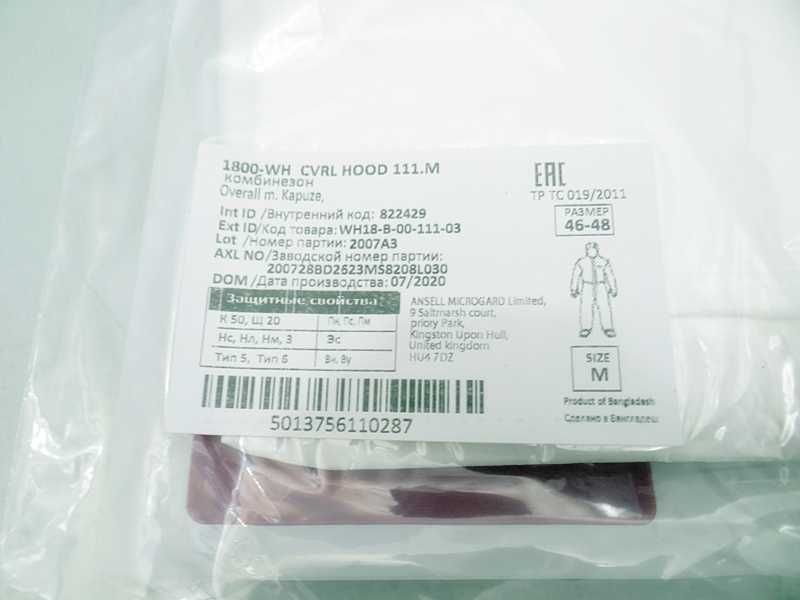 1800-WH CVRL HOOD 111.M
комбинезон
Overall m. Kapuze,
Int ID /Внутренний код: 822429
Ext ID/Код товара: WH18-B-00-111-03
Lot /Номер партии: 2007A3
AXL NO/Заводской номер партии:
200728BD2623MS8208L030
DOM /Дата производства: 07/2020
Защитные свойства
К 50, Щ 20 Пн, Пс, Пм
Нс, Нл, Нм, З Эс
Тип 5, Тип 6 Вн, Ву
ANSELL MICROGARD Limited,
9 Saltmarsh court,
priory Park,
Kingston Upon Hull,
United kingdom
HU4 7DZ
5013756110287
EAC
ТР ТС 019/2011
РАЗМЕР
46-48
SIZE
M
Product of Bangladesh
Сделано в Бангладеш